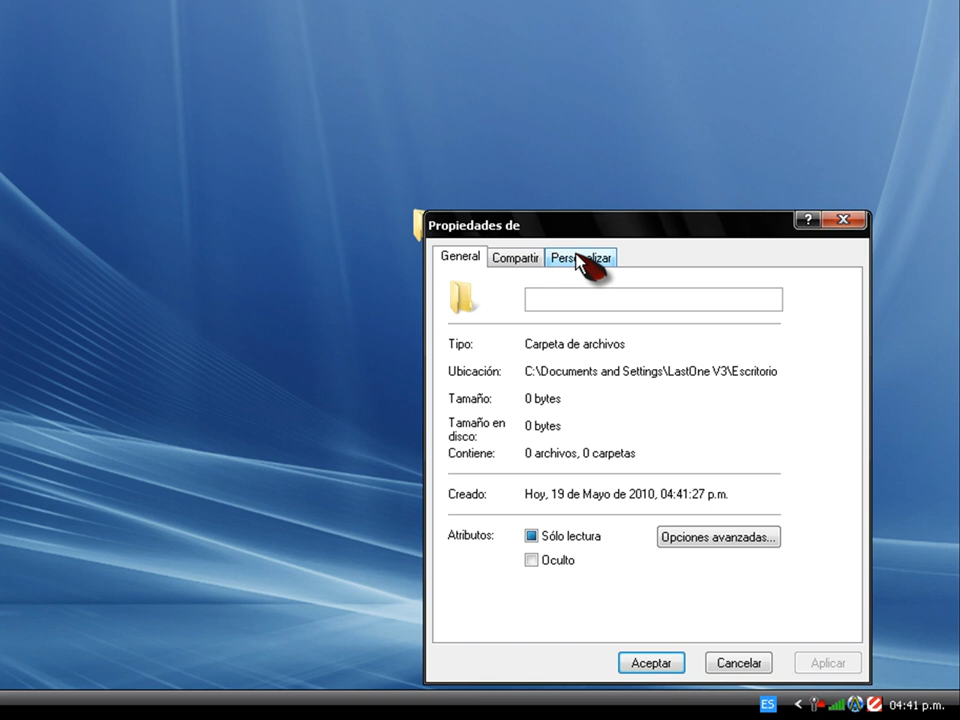 Propiedades de
General Compartir Personalizar
Tipo: Carpeta de archivos
Ubicación: C:\Documents and Settings\LastOne V3\Escritorio
Tamaño: 0 bytes
Tamaño en disco: 0 bytes
Contiene: 0 archivos, 0 carpetas
Creado: Hoy, 19 de Mayo de 2010, 04:41:27 p.m.
Atributos: Sólo lectura Opciones avanzadas...
Oculto
Aceptar Cancelar Aplicar
ES < 04:41 p.m.